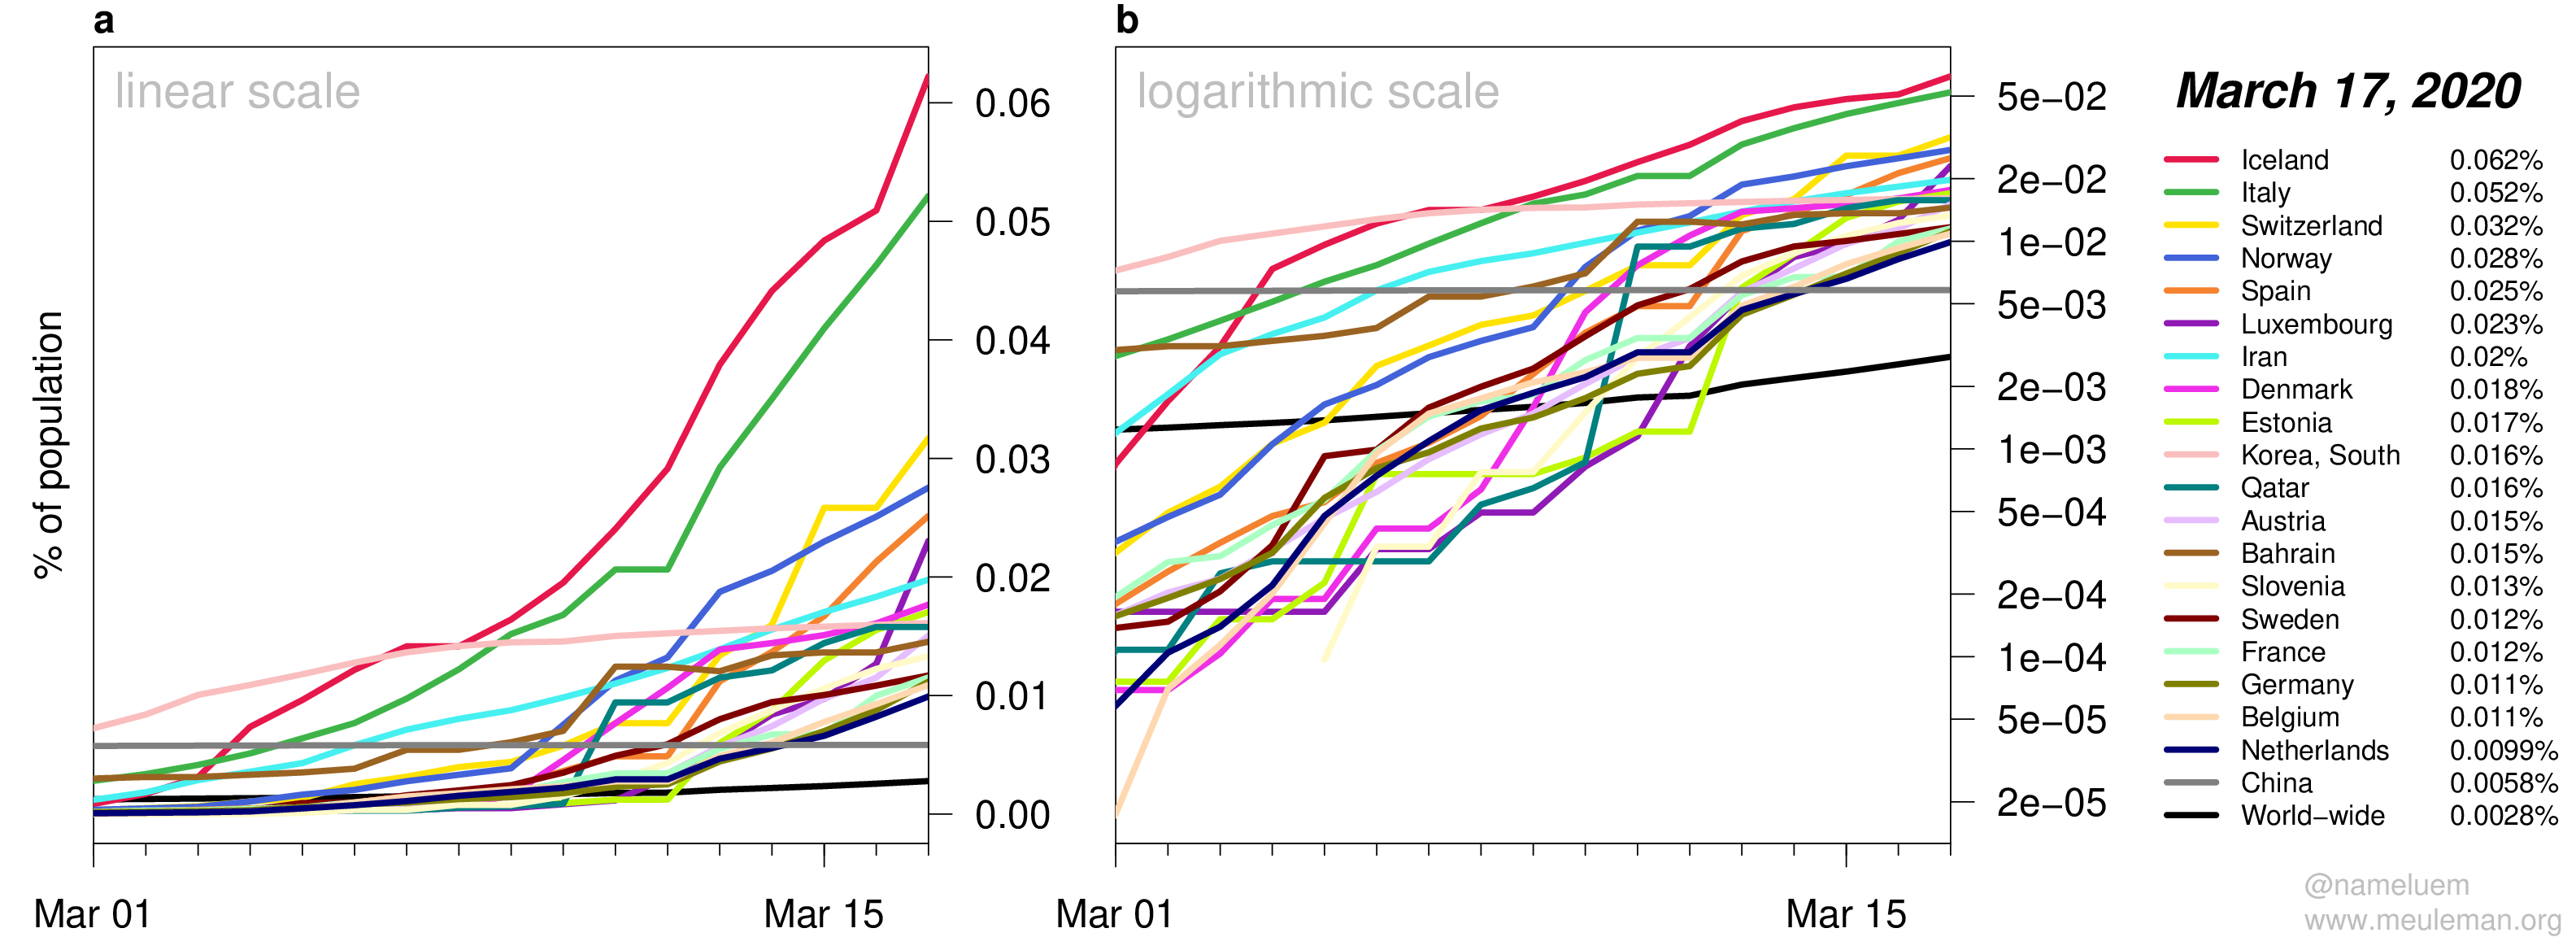 a
linear scale
% of population
0.06
0.05
0.04
0.03
0.02
0.01
0.00
Mar 01
Mar 15
b
logarithmic scale
5e−02
2e−02
1e−02
5e−03
2e−03
1e−03
5e−04
2e−04
1e−04
5e−05
2e−05
Mar 01
Mar 15
March 17, 2020
Iceland 0.062%
Italy 0.052%
Switzerland 0.032%
Norway 0.028%
Spain 0.025%
Luxembourg 0.023%
Iran 0.02%
Denmark 0.018%
Estonia 0.017%
Korea, South 0.016%
Qatar 0.016%
Austria 0.015%
Bahrain 0.015%
Slovenia 0.013%
Sweden 0.012%
France 0.012%
Germany 0.011%
Belgium 0.011%
Netherlands 0.0099%
China 0.0058%
World−wide 0.0028%
@nameluem
www.meuleman.org